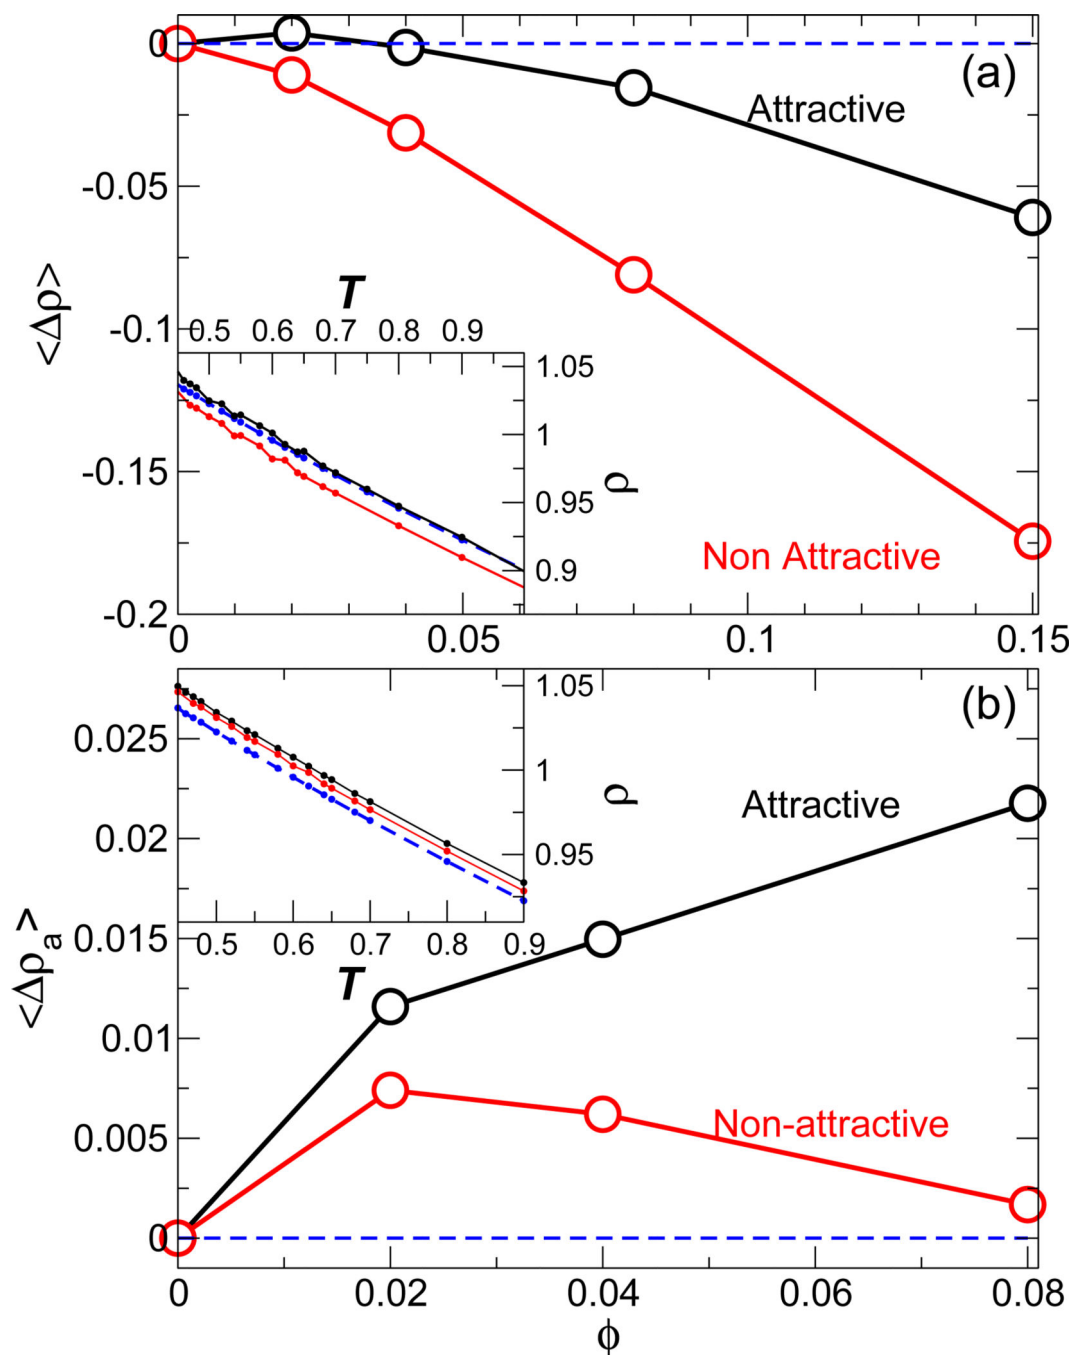 0
(a)
Attractive
-0.05
<Δρ>
T
-0.1
0.5 0.6 0.7 0.8 0.9
1.05
1
-0.15
ρ
0.95
Non Attractive
0.9
-0.2
0 0.05 0.1 0.15
1.05
(b)
0.025
1
ρ
Attractive
0.02
0.95
<Δρa>
0.015
0.5 0.6 0.7 0.8 0.9
T
0.01
0.005
Non-attractive
0
0 0.02 0.04 0.06 0.08
ϕ